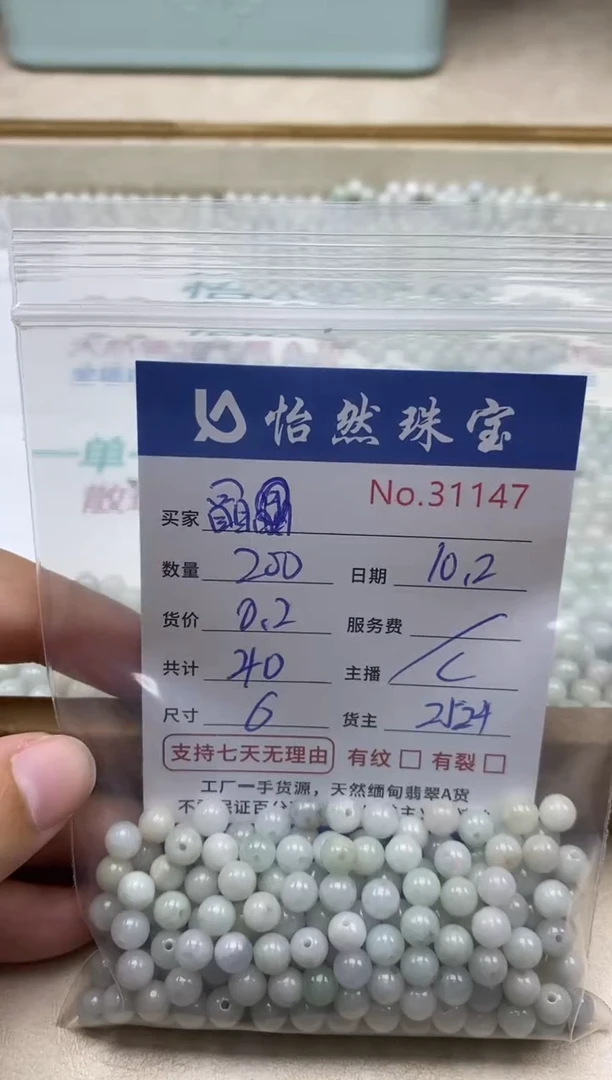 怡然珠宝
No.31147
买家
数量 200 日期 10.2
货价 0.2 服务费
共计 40 主播
尺寸 6 货主 2524
支持七天无理由 有纹 □ 有裂 □
工厂一手货源，天然缅甸翡翠A货
一单